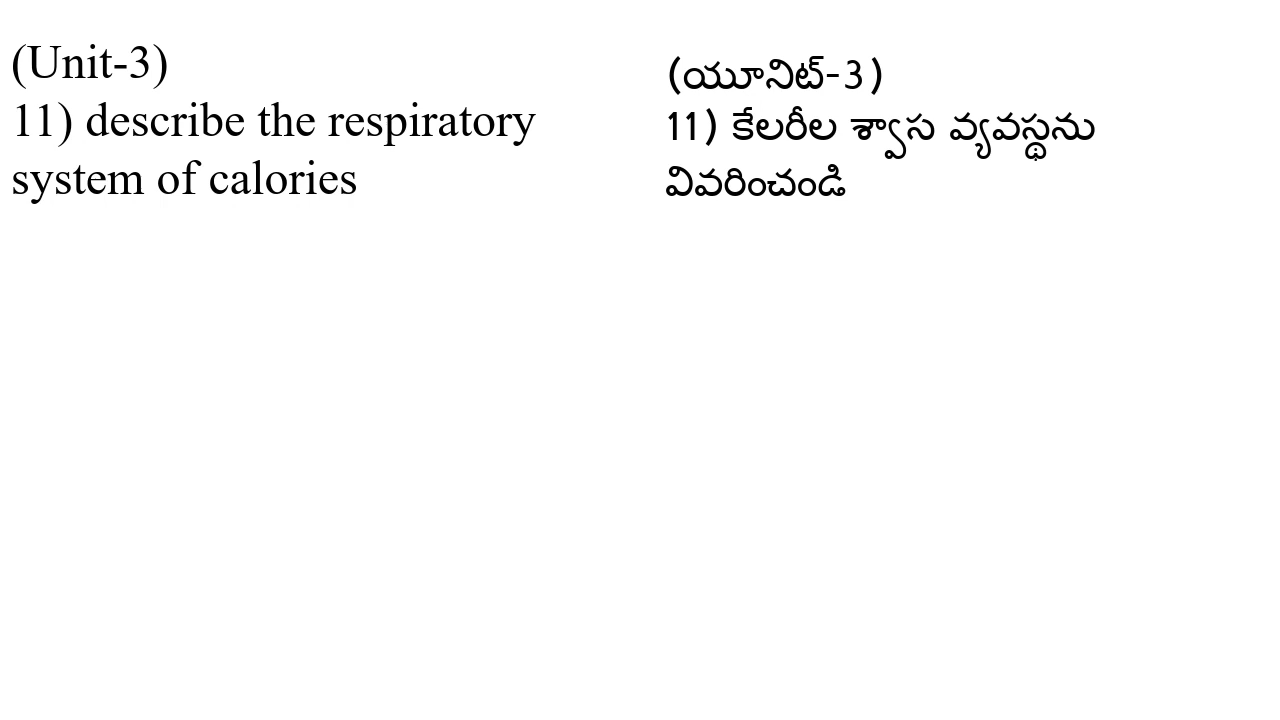 (Unit-3)
11) describe the respiratory
system of calories
(యూనిట్-3)
11) కేలరీల శ్వాస వ్యవస్థను
వివరించండి